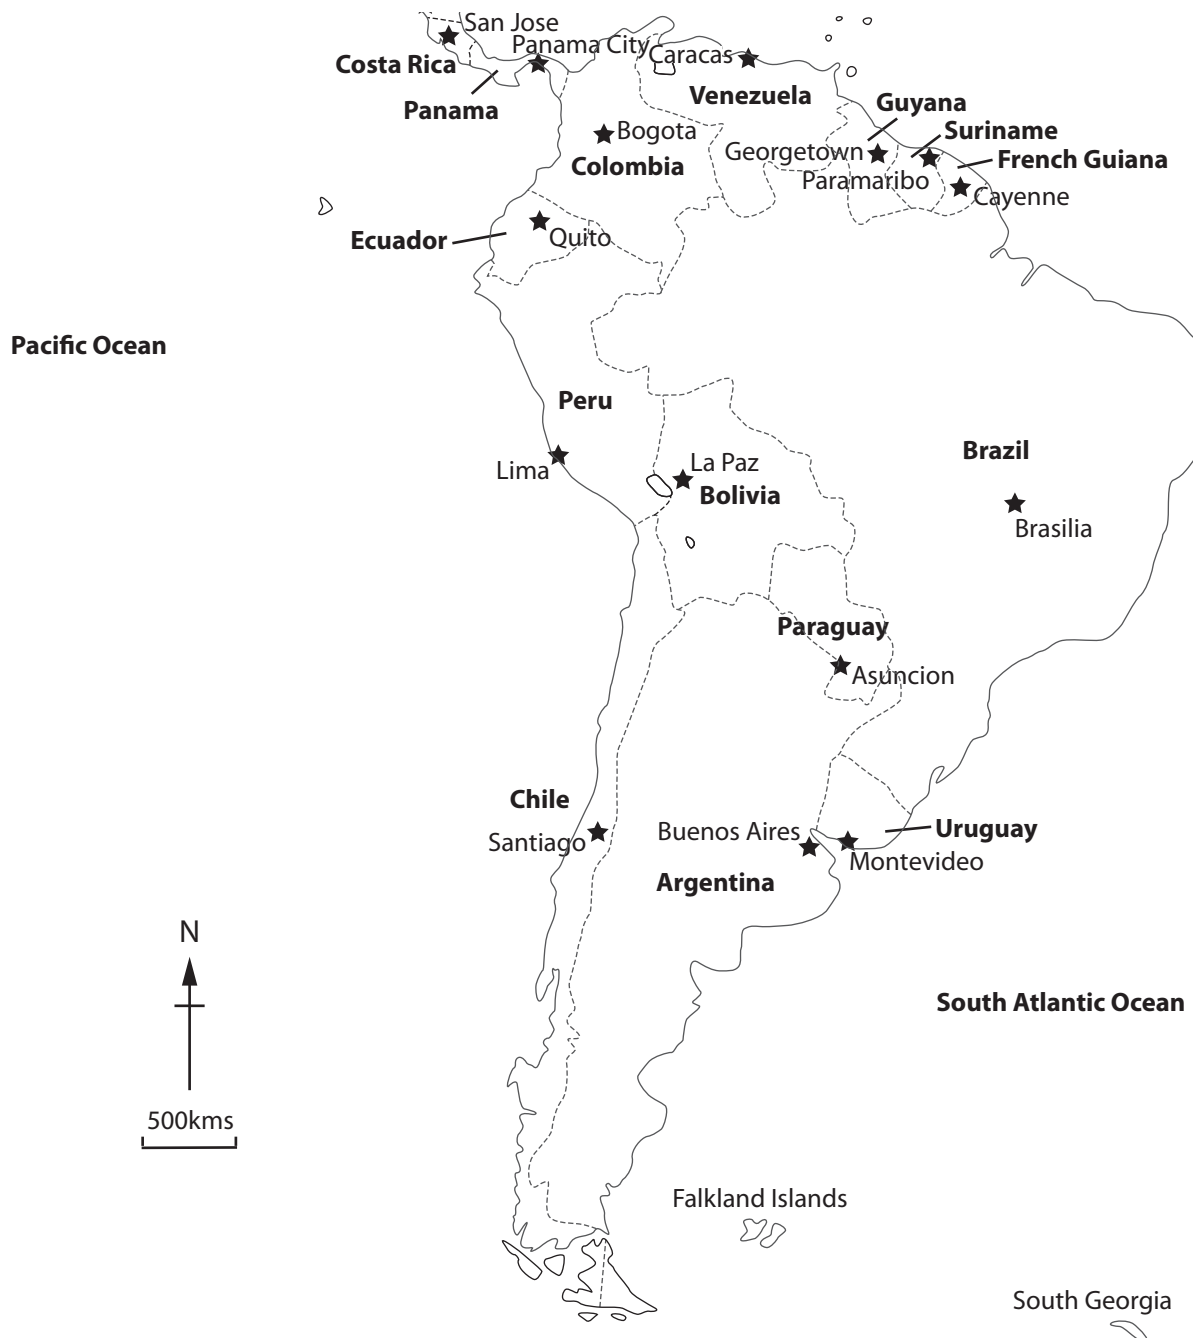 San Jose
Panama City
Caracas
Costa Rica
Venezuela
Panama
Guyana
Bogota
Suriname
Georgetown
French Guiana
Colombia
Paramaribo
Cayenne
Ecuador
Quito
Pacific Ocean
Peru
Brazil
Lima
La Paz
Bolivia
Brasilia
Paraguay
Asuncion
Chile
Santiago
Buenos Aires
Uruguay
Montevideo
Argentina
N
South Atlantic Ocean
500kms
Falkland Islands
South Georgia